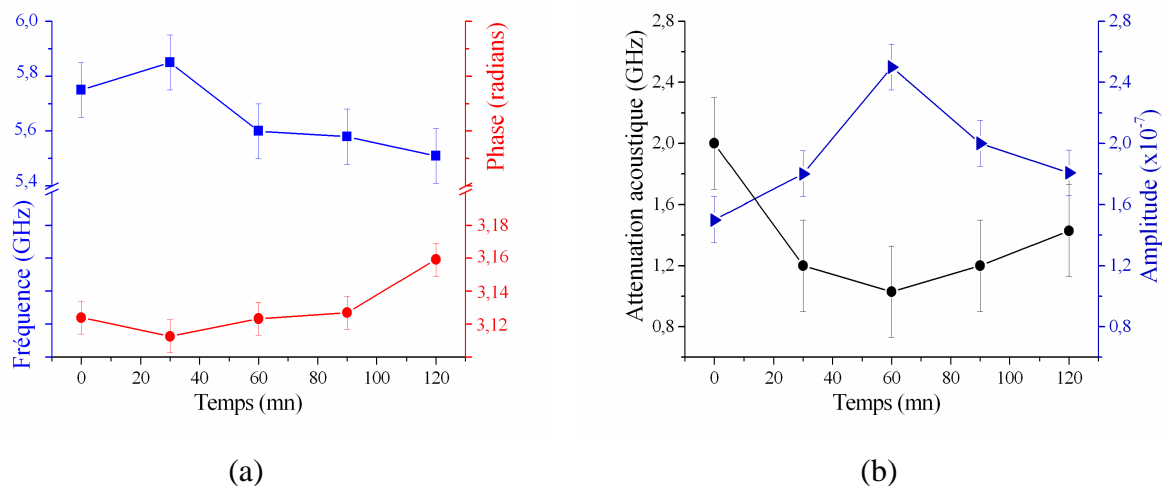 6,0
5,8
5,6
5,4
Fréquence (GHz)
Phase (radians)
3,18
3,16
3,14
3,12
0 20 40 60 80 100 120
Temps (mn)
(a)
2,8
2,4
2,0
1,6
1,2
0,8
Attenuation acoustique (GHz)
2,8
2,4
2,0
1,6
1,2
0,8
Amplitude (x10⁻⁷)
0 20 40 60 80 100 120
Temps (mn)
(b)